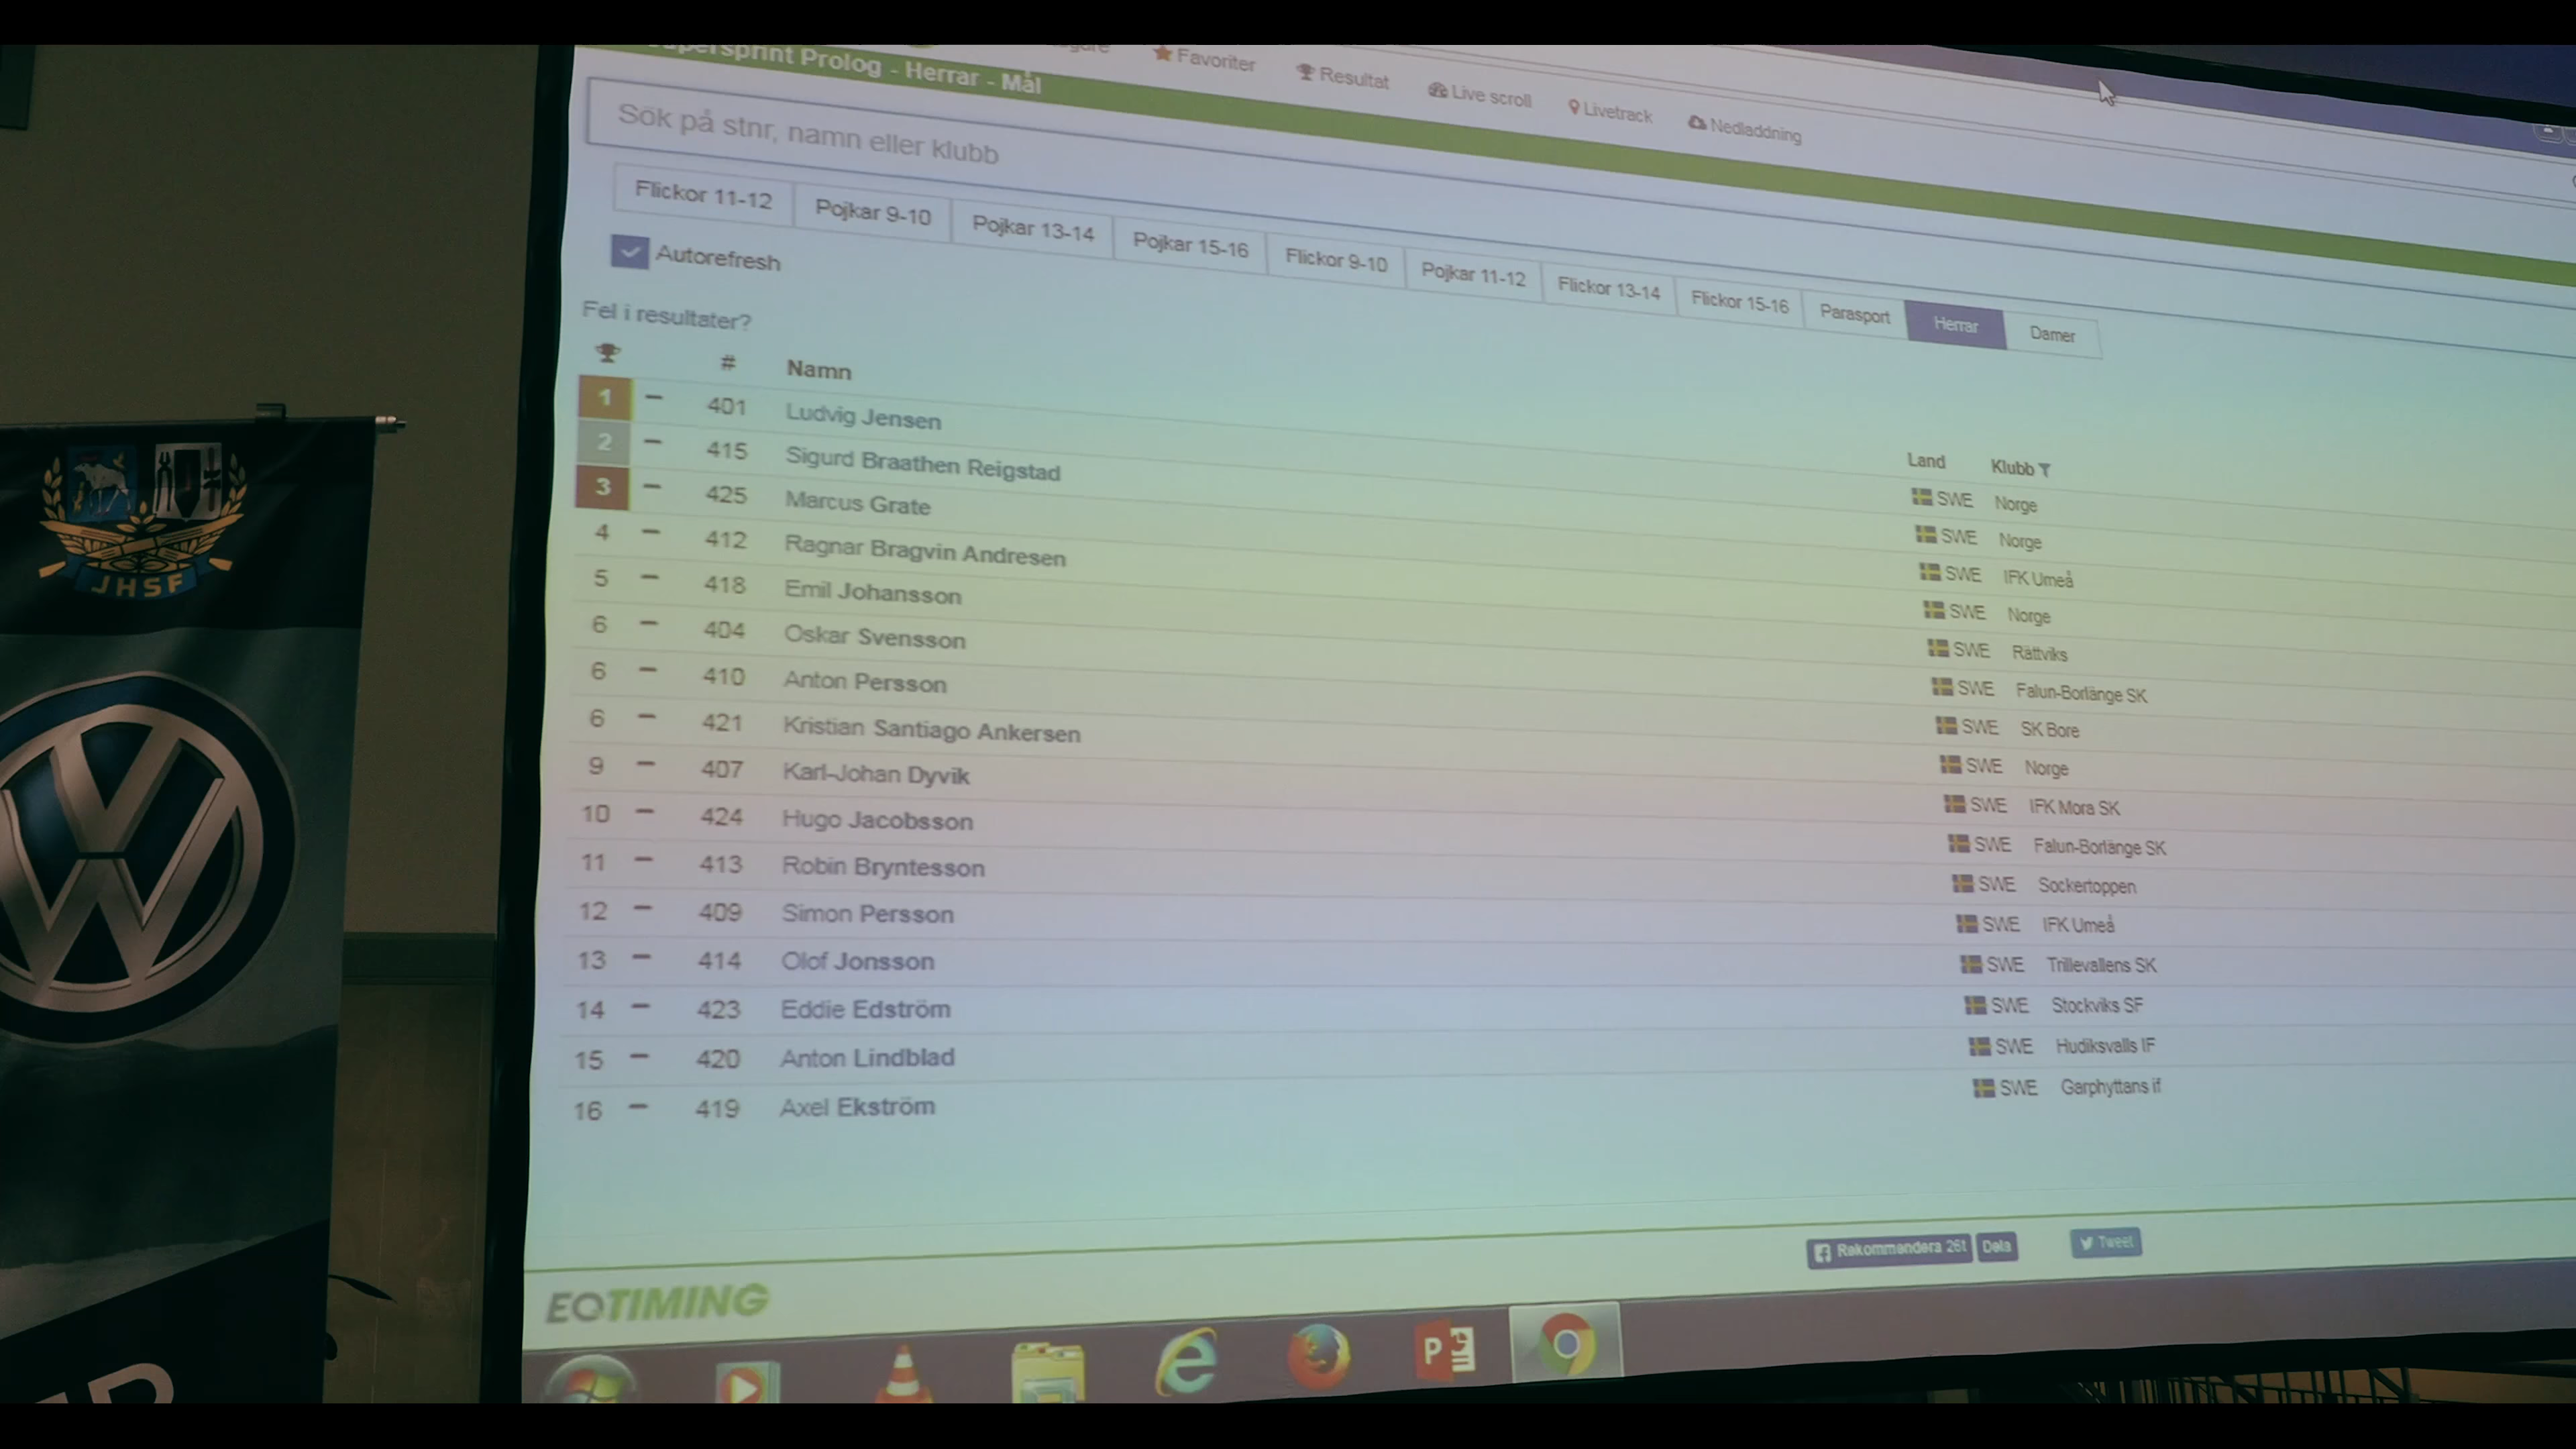 Supersprint Prolog - Herrar - Mål
Favoriter
Resultat
Live scroll
Livetrack
Nedladdning
Sök på stnr, namn eller klubb
Flickor 11-12
Pojkar 9-10
Pojkar 13-14
Pojkar 15-16
Flickor 9-10
Pojkar 11-12
Flickor 13-14
Flickor 15-16
Parasport
Herrar
Damer
Autorefresh
Fel i resultater?
# Namn Land Klubb
1 – 401 Ludvig Jensen SWE Norge
2 – 415 Sigurd Braathen Reigstad SWE Norge
3 – 425 Marcus Grate SWE IFK Umeå
4 – 412 Ragnar Bragvin Andresen SWE Norge
5 – 418 Emil Johansson SWE Rättviks
6 – 404 Oskar Svensson SWE Falun-Borlänge SK
6 – 410 Anton Persson SWE SK Bore
6 – 421 Kristian Santiago Ankersen SWE Norge
9 – 407 Karl-Johan Dyvik SWE IFK Mora SK
10 – 424 Hugo Jacobsson SWE Falun-Borlänge SK
11 – 413 Robin Bryntesson SWE Sockertoppen
12 – 409 Simon Persson SWE IFK Umeå
13 – 414 Olof Jonsson SWE Trillevallens SK
14 – 423 Eddie Edström SWE Stockviks SF
15 – 420 Anton Lindblad SWE Hudiksvalls IF
16 – 419 Axel Ekström SWE Garphyttans if
Rekommendera 261
Dela
Tweet
EQTIMING
JHSF